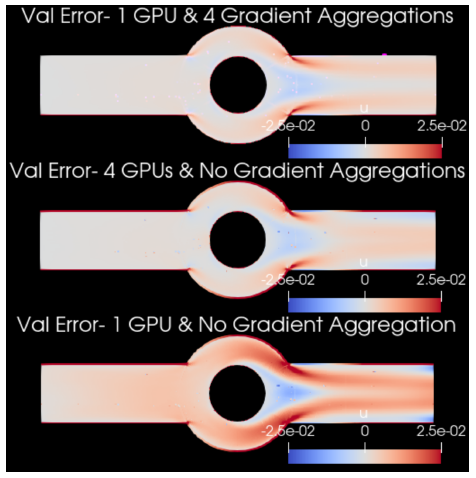 Val Error- 1 GPU & 4 Gradient Aggregations
u
-2.5e-02 0 2.5e-02
Val Error- 4 GPUs & No Gradient Aggregations
u
-2.5e-02 0 2.5e-02
Val Error- 1 GPU & No Gradient Aggregation
u
-2.5e-02 0 2.5e-02